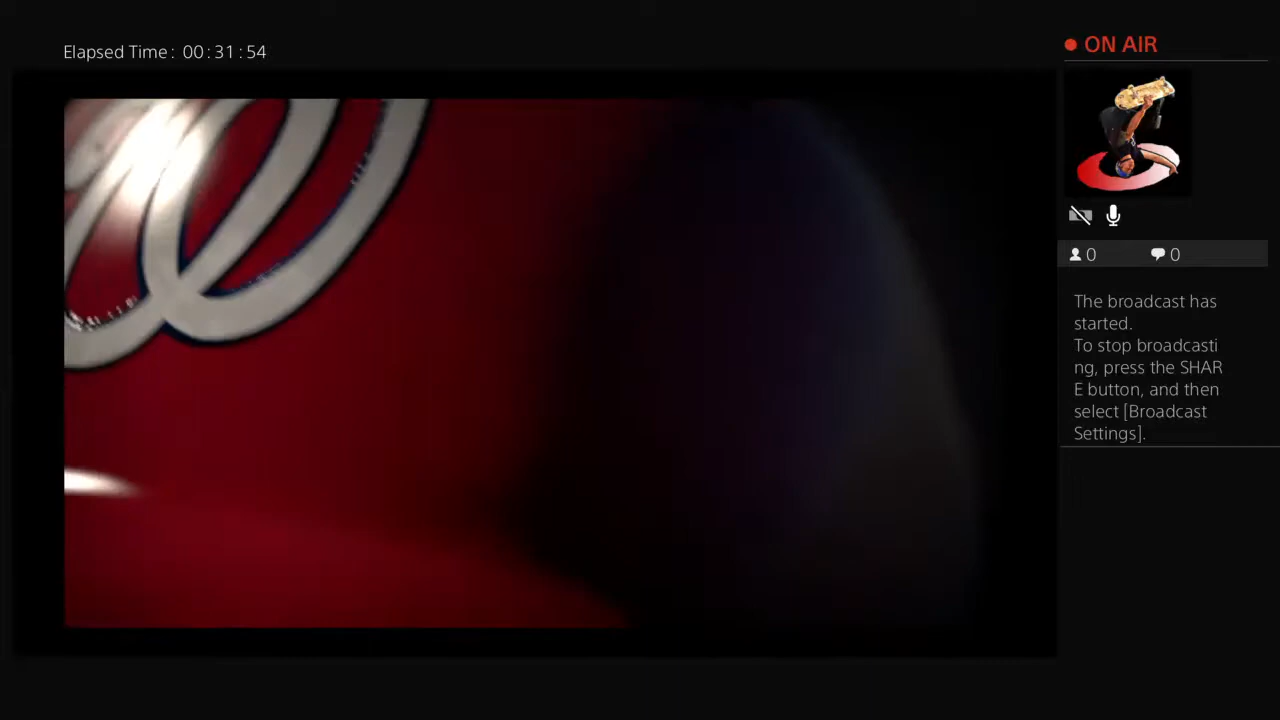 Elapsed Time: 00:31:54
ON AIR
0 0
The broadcast has
started.
To stop broadcasti
ng, press the SHAR
E button, and then
select [Broadcast
Settings].